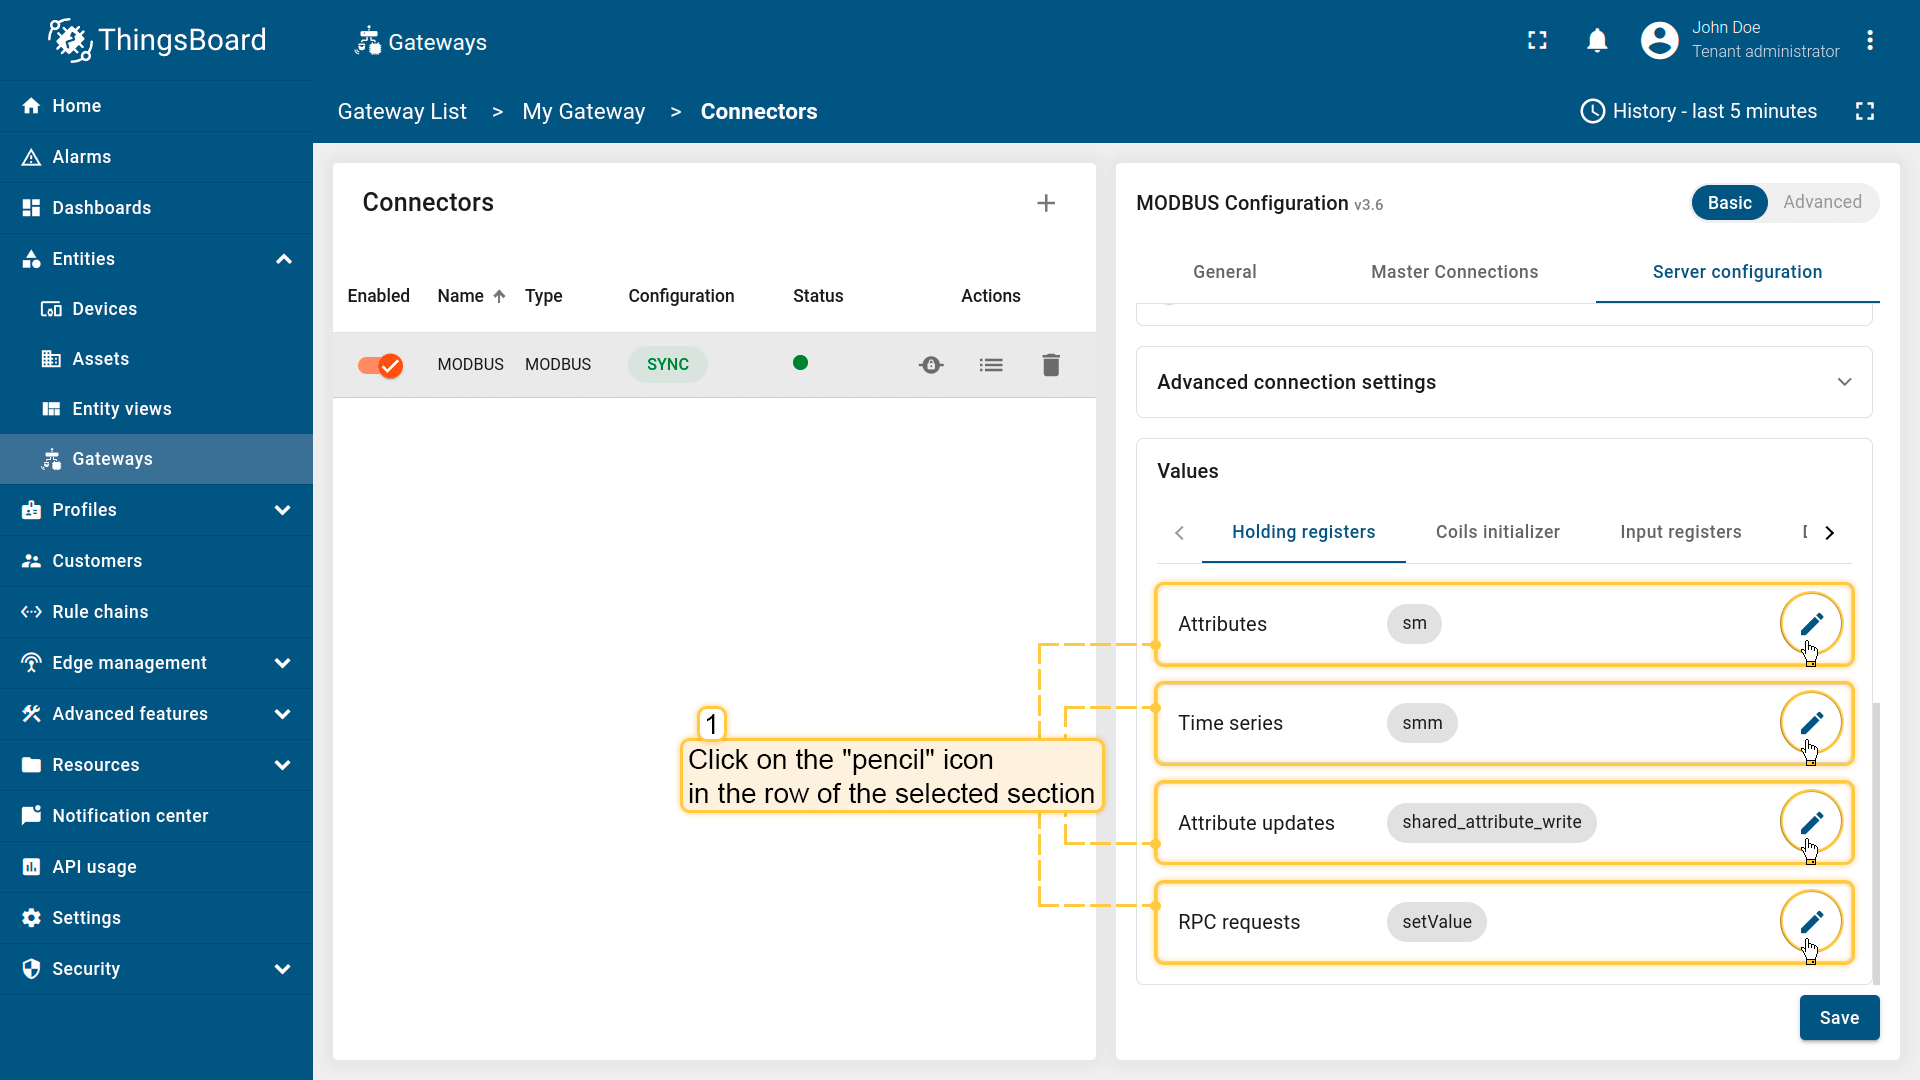 ThingsBoard
Gateways
John Doe
Tenant administrator
Gateway List > My Gateway > Connectors
History - last 5 minutes
Home
Alarms
Dashboards
Entities
Devices
Assets
Entity views
Gateways
Profiles
Customers
Rule chains
Edge management
Advanced features
Resources
Notification center
API usage
Settings
Security
Connectors
Enabled Name Type Configuration Status Actions
MODBUS MODBUS SYNC
1
Click on the "pencil" icon
in the row of the selected section
MODBUS Configuration v3.6
Basic Advanced
General Master Connections Server configuration
Advanced connection settings
Values
Holding registers Coils initializer Input registers
Attributes sm
Time series smm
Attribute updates shared_attribute_write
RPC requests setValue
Save